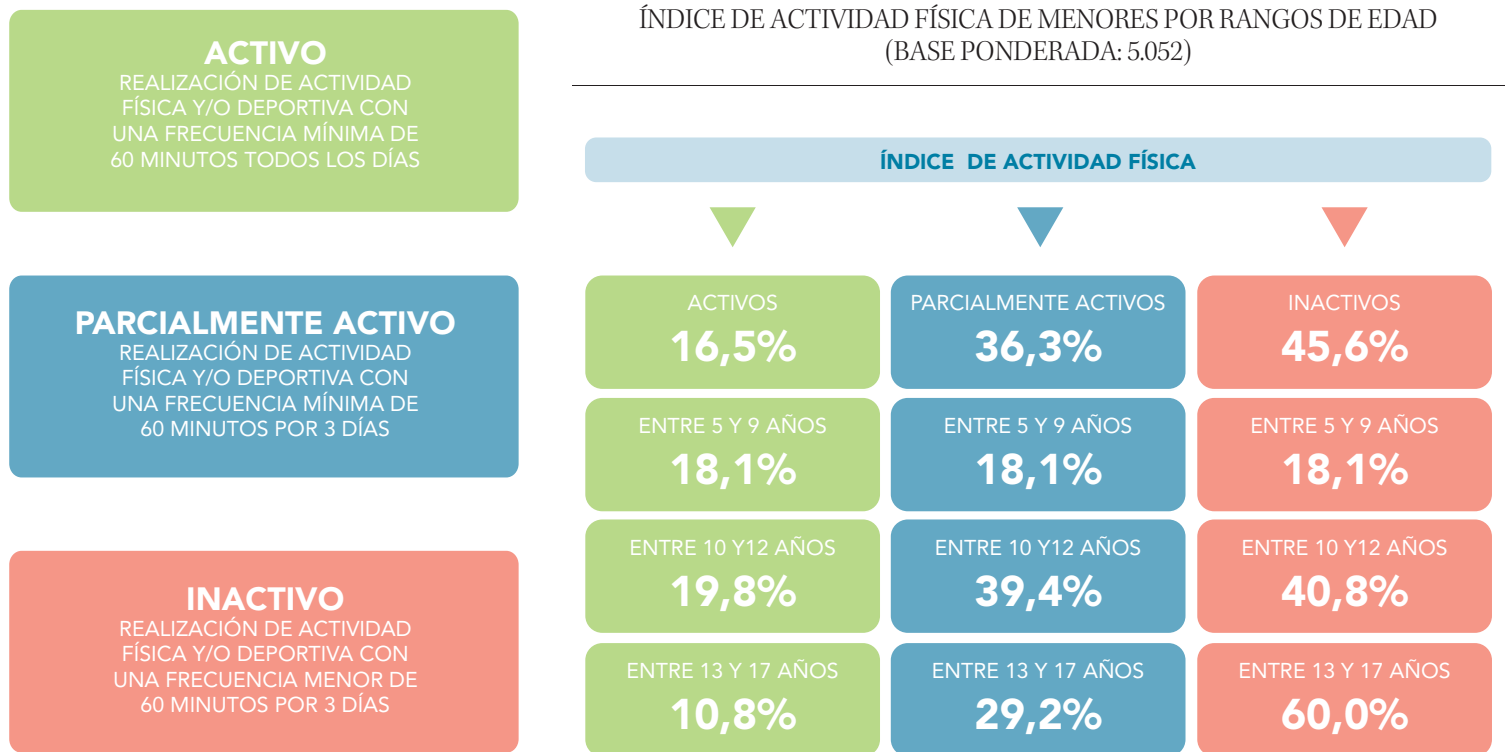 ACTIVO
REALIZACIÓN DE ACTIVIDAD
FÍSICA Y/O DEPORTIVA CON
UNA FRECUENCIA MÍNIMA DE
60 MINUTOS TODOS LOS DÍAS
PARCIALMENTE ACTIVO
REALIZACIÓN DE ACTIVIDAD
FÍSICA Y/O DEPORTIVA CON
UNA FRECUENCIA MÍNIMA DE
60 MINUTOS POR 3 DÍAS
INACTIVO
REALIZACIÓN DE ACTIVIDAD
FÍSICA Y/O DEPORTIVA CON
UNA FRECUENCIA MENOR DE
60 MINUTOS POR 3 DÍAS
ÍNDICE DE ACTIVIDAD FÍSICA DE MENORES POR RANGOS DE EDAD
(BASE PONDERADA: 5.052)
ÍNDICE DE ACTIVIDAD FÍSICA
ACTIVOS
16,5%
PARCIALMENTE ACTIVOS
36,3%
INACTIVOS
45,6%
ENTRE 5 Y 9 AÑOS
18,1%
ENTRE 5 Y 9 AÑOS
18,1%
ENTRE 5 Y 9 AÑOS
18,1%
ENTRE 10 Y12 AÑOS
19,8%
ENTRE 10 Y12 AÑOS
39,4%
ENTRE 10 Y12 AÑOS
40,8%
ENTRE 13 Y 17 AÑOS
10,8%
ENTRE 13 Y 17 AÑOS
29,2%
ENTRE 13 Y 17 AÑOS
60,0%